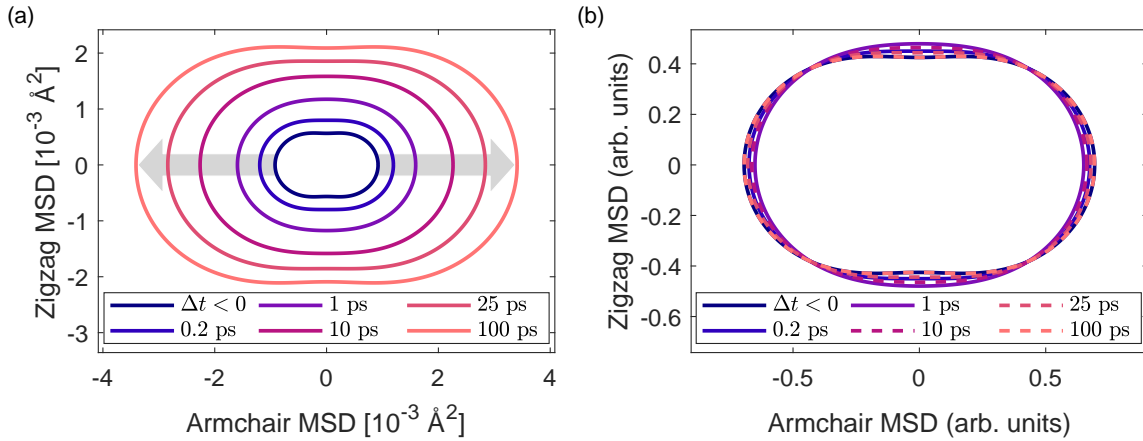 (a)
Zigzag MSD [10⁻³ Å²]
2
1
0
-1
-2
-3
Δt < 0
1 ps
25 ps
0.2 ps
10 ps
100 ps
-4
-2
0
2
4
Armchair MSD [10⁻³ Å²]
(b)
Zigzag MSD (arb. units)
0.4
0.2
0
-0.2
-0.4
-0.6
Δt < 0
1 ps
25 ps
0.2 ps
10 ps
100 ps
-0.5
0
0.5
Armchair MSD (arb. units)